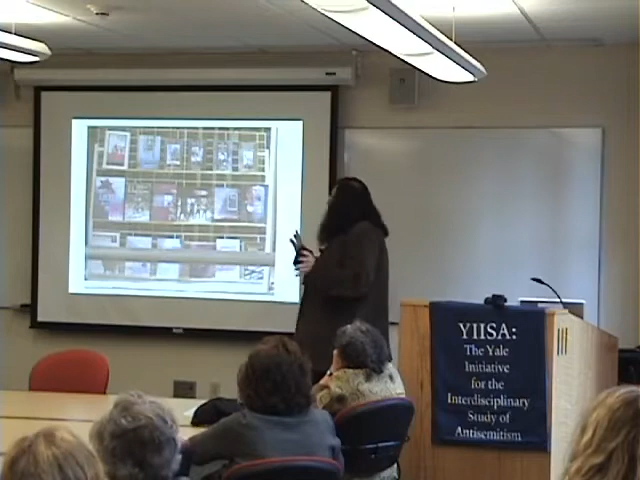 YIISA:
The Yale
Initiative
for the
Interdisciplinary
Study of
Antisemitism